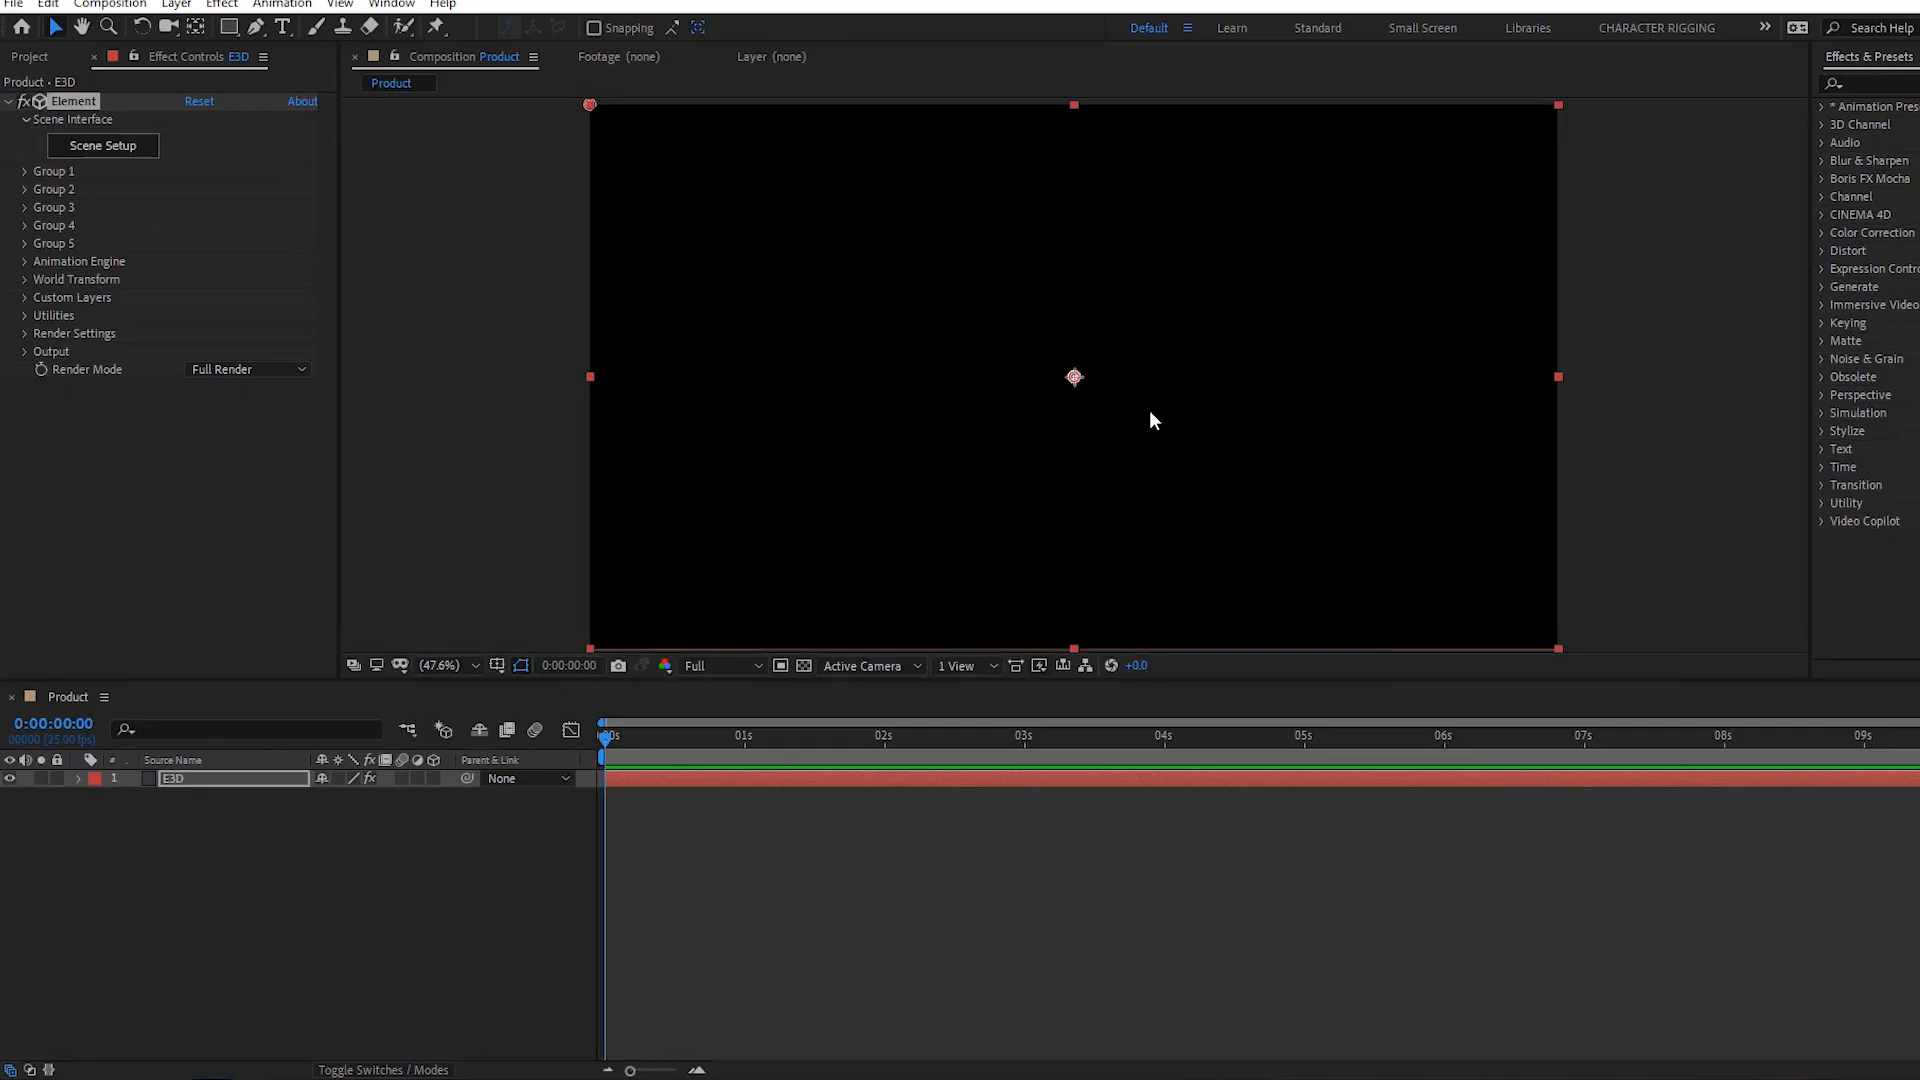 File Edit Composition Layer Effect Animation View Window Help
Snapping
Default Learn Standard Small Screen Libraries CHARACTER RIGGING Search Help
Project Effect Controls E3D
Composition Product Footage (none) Layer (none)
Effects & Presets
Product • E3D
Product
fx Element Reset About
Scene Interface
Scene Setup
Group 1
Group 2
Group 3
Group 4
Group 5
Animation Engine
World Transform
Custom Layers
Utilities
Render Settings
Output
Render Mode Full Render
* Animation Pres
3D Channel
Audio
Blur & Sharpen
Boris FX Mocha
Channel
CINEMA 4D
Color Correction
Distort
Expression Contro
Generate
Immersive Video
Keying
Matte
Noise & Grain
Obsolete
Perspective
Simulation
Stylize
Text
Time
Transition
Utility
Video Copilot
(47.6%) 0:00:00:00 Full Active Camera 1 View +0.0
Product
0:00:00:00
00000 (25.00 fps)
01s 02s 03s 04s 05s 06s 07s 08s 09s
# Source Name fx Parent & Link
1 E3D fx None
Toggle Switches / Modes